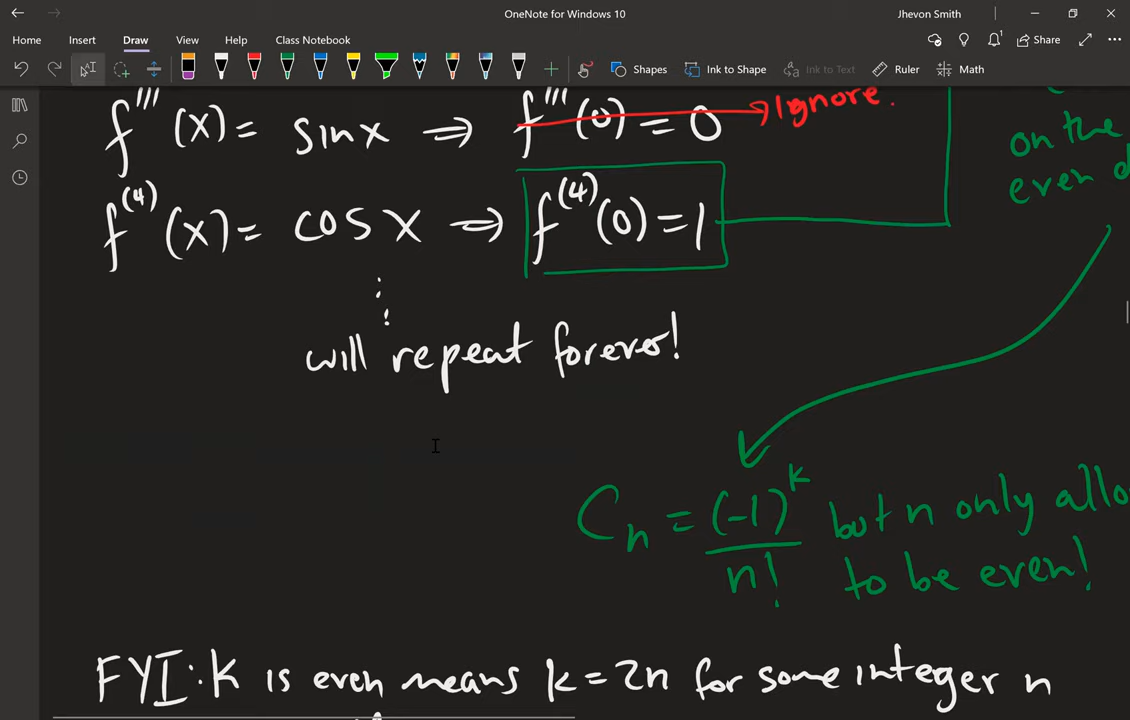 OneNote for Windows 10
Jhevon Smith
Home Insert Draw View Help Class Notebook
Share
Shapes Ink to Shape Ink to Text Ruler Math
f'''(x) = sin x ⇒ f'''(0) = 0 → Ignore.
on the
even d
f^(4)(x) = cos x ⇒ f^(4)(0) = 1
⋮
will repeat forever!
C_n = (-1)^k / n! but n only allo
to be even!
FYI: K is even means k = 2n for some integer n